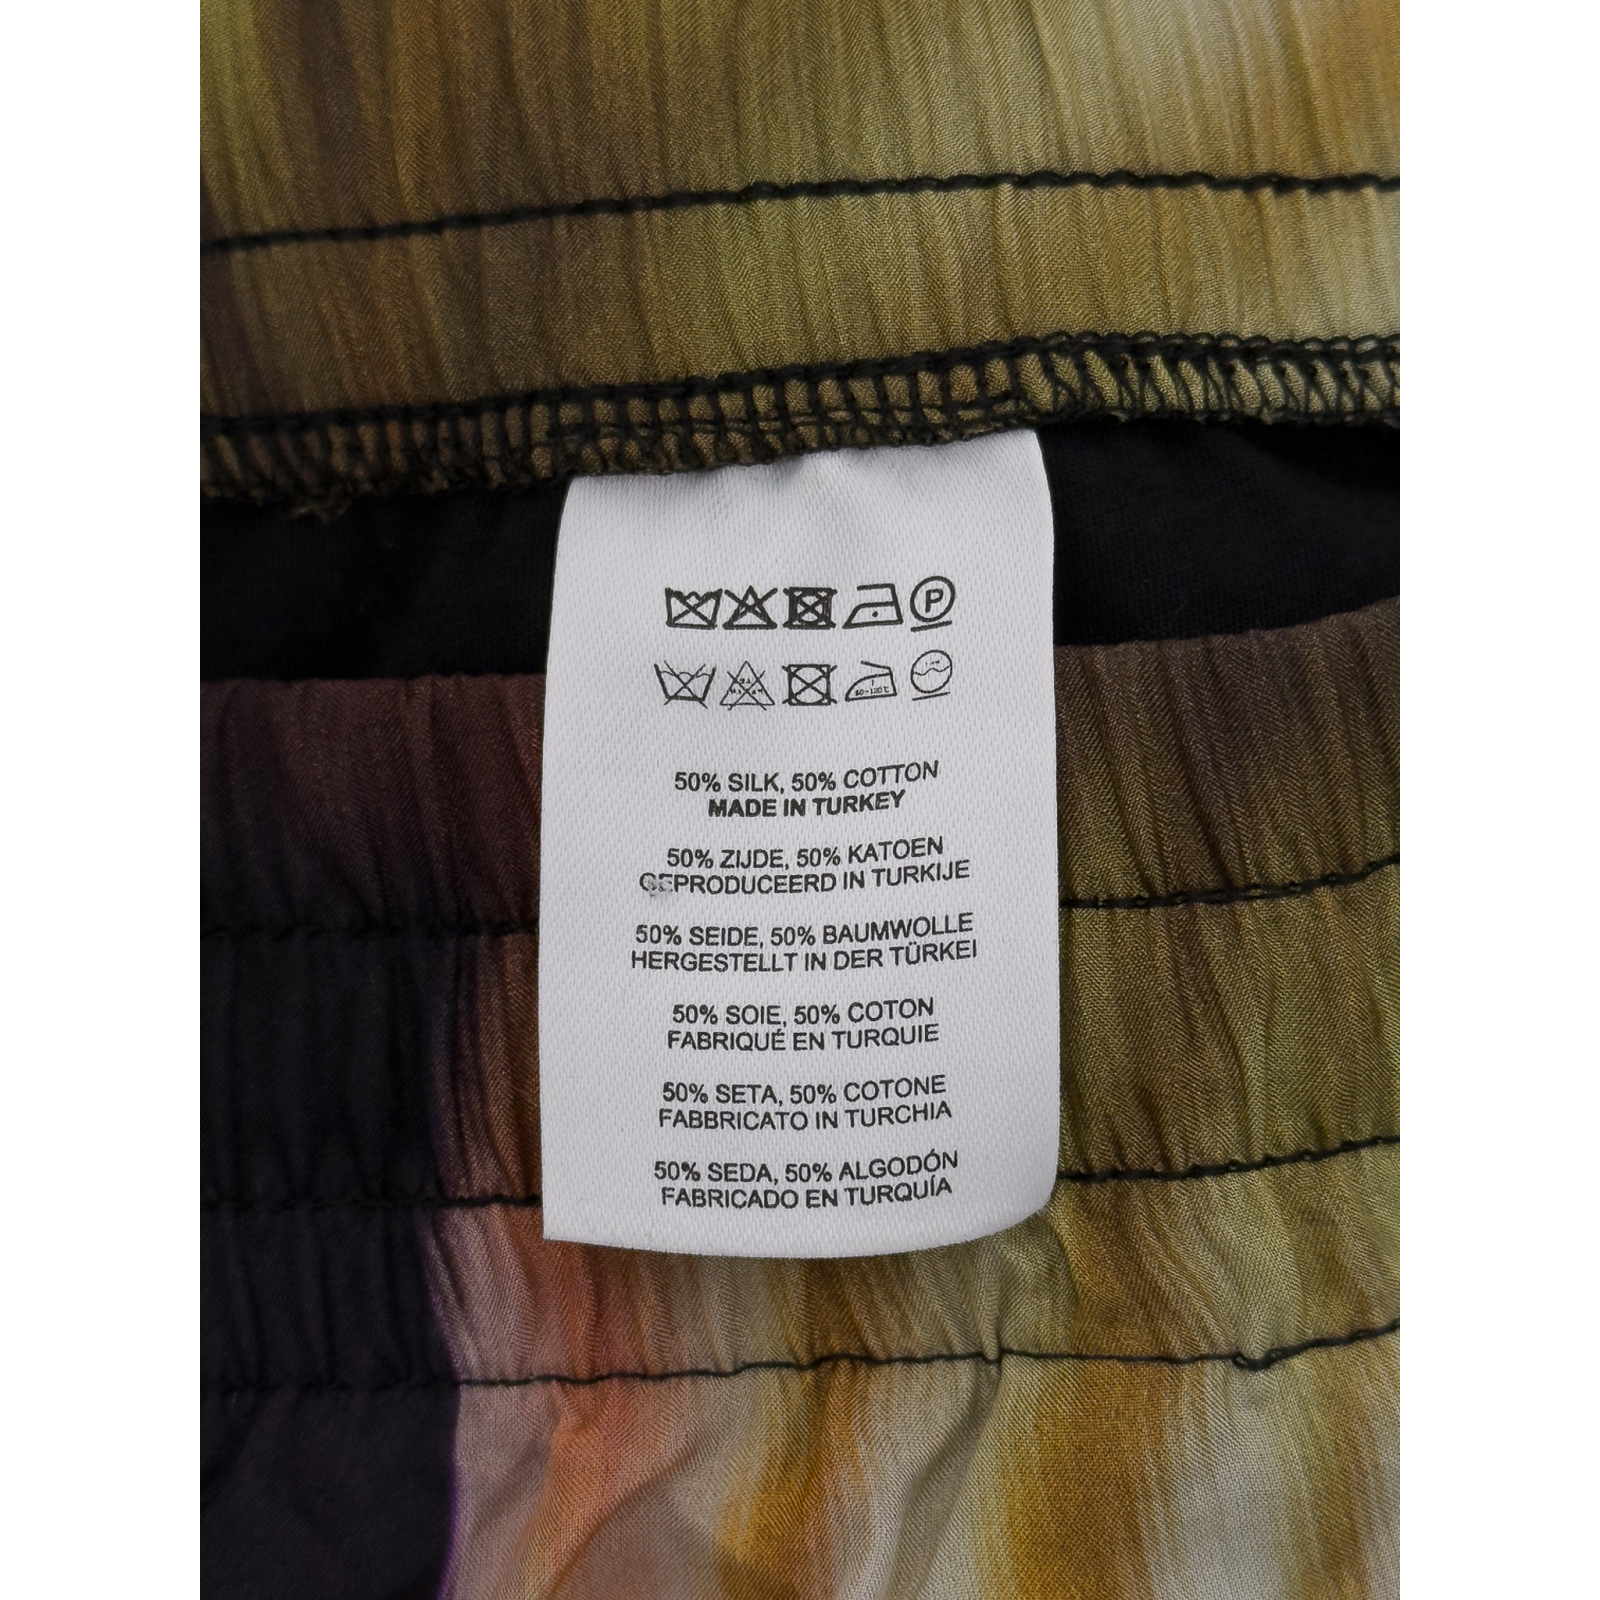 P
50% SILK, 50% COTTON
MADE IN TURKEY
50% ZIJDE, 50% KATOEN
GEPRODUCEERD IN TURKIJE
50% SEIDE, 50% BAUMWOLLE
HERGESTELLT IN DER TÜRKEI
50% SOIE, 50% COTON
FABRIQUÉ EN TURQUIE
50% SETA, 50% COTONE
FABBRICATO IN TURCHIA
50% SEDA, 50% ALGODÓN
FABRICADO EN TURQUÍA